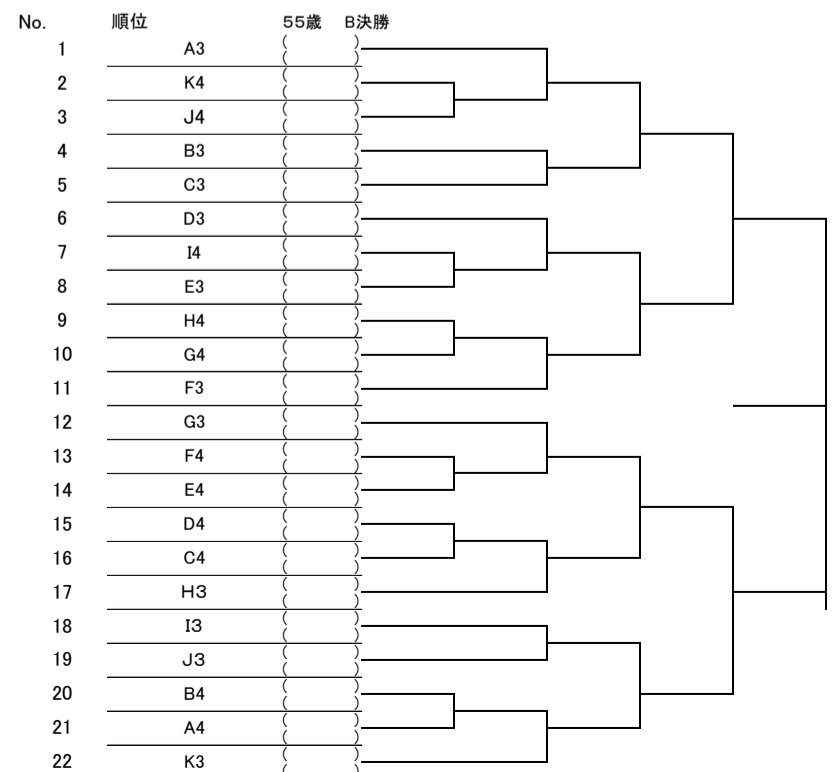 No. 順位 55歳 B決勝
1 A3 ( )
( )
2 K4 ( )
( )
3 J4 ( )
( )
4 B3 ( )
( )
5 C3 ( )
( )
6 D3 ( )
( )
7 I4 ( )
( )
8 E3 ( )
( )
9 H4 ( )
( )
10 G4 ( )
( )
11 F3 ( )
( )
12 G3 ( )
( )
13 F4 ( )
( )
14 E4 ( )
( )
15 D4 ( )
( )
16 C4 ( )
( )
17 H3 ( )
( )
18 I3 ( )
( )
19 J3 ( )
( )
20 B4 ( )
( )
21 A4 ( )
( )
22 K3 ( )
( )